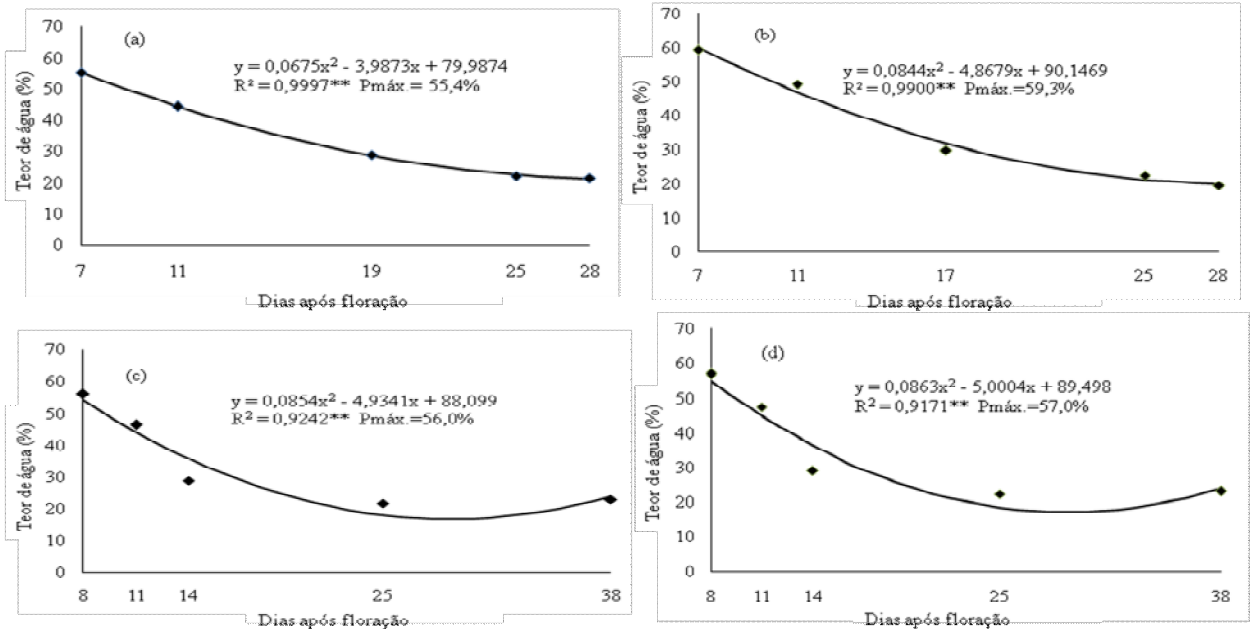 (a)
y = 0,0675x² - 3,9873x + 79,9874
R² = 0,9997** Pmáx.= 55,4%
Teor de água (%)
70
60
50
40
30
20
10
0
7 11 19 25 28
Dias após floração
(b)
y = 0,0844x² - 4,8679x + 90,1469
R² = 0,9900** Pmáx.=59,3%
Teor de água (%)
70
60
50
40
30
20
10
0
7 11 17 25 28
Dias após floração
(c)
y = 0,0854x² - 4,9341x + 88,099
R² = 0,9242** Pmáx.=56,0%
Teor de água (%)
70
60
50
40
30
20
10
0
8 11 14 25 38
Dias após floração
(d)
y = 0,0863x² - 5,0004x + 89,498
R² = 0,9171** Pmáx.=57,0%
Teor de água (%)
70
60
50
40
30
20
10
0
8 11 14 25 38
Dias após floração